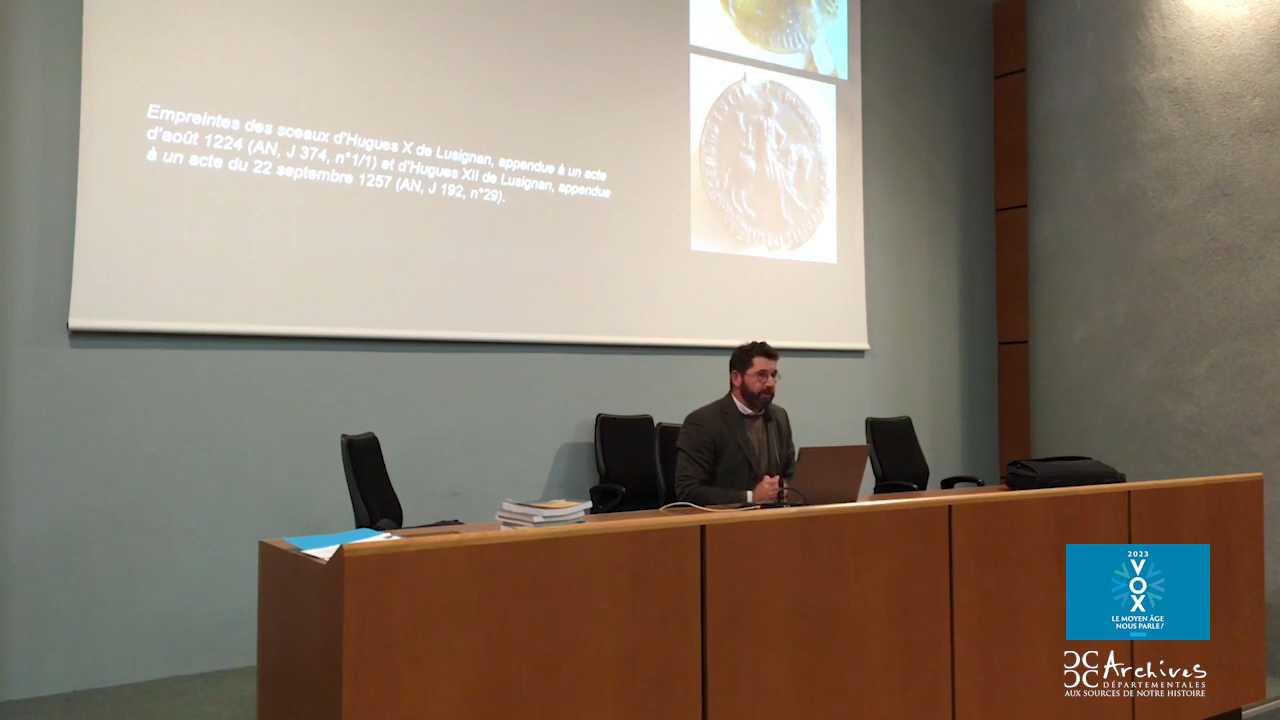 Empreintes des sceaux d'Hugues X de Lusignan, appendue à un acte
d'août 1224 (AN, J 374, n°1/1) et d'Hugues XII de Lusignan, appendue
à un acte du 22 septembre 1257 (AN, J 192, n°29).
2023
VOX
LE MOYEN ÂGE
NOUS PARLE !
Archives
DÉPARTEMENTALES
AUX SOURCES DE NOTRE HISTOIRE